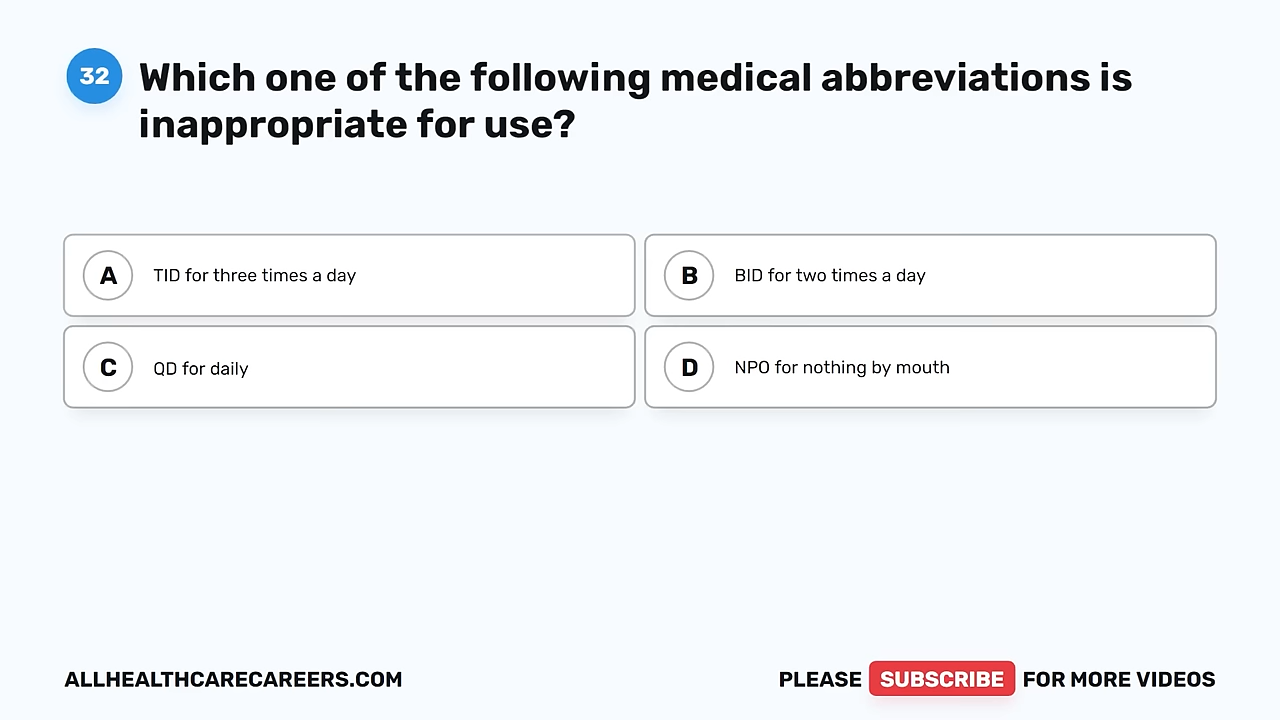 32
Which one of the following medical abbreviations is
inappropriate for use?
A TID for three times a day
B BID for two times a day
C QD for daily
D NPO for nothing by mouth
ALLHEALTHCARECAREERS.COM
PLEASE SUBSCRIBE FOR MORE VIDEOS